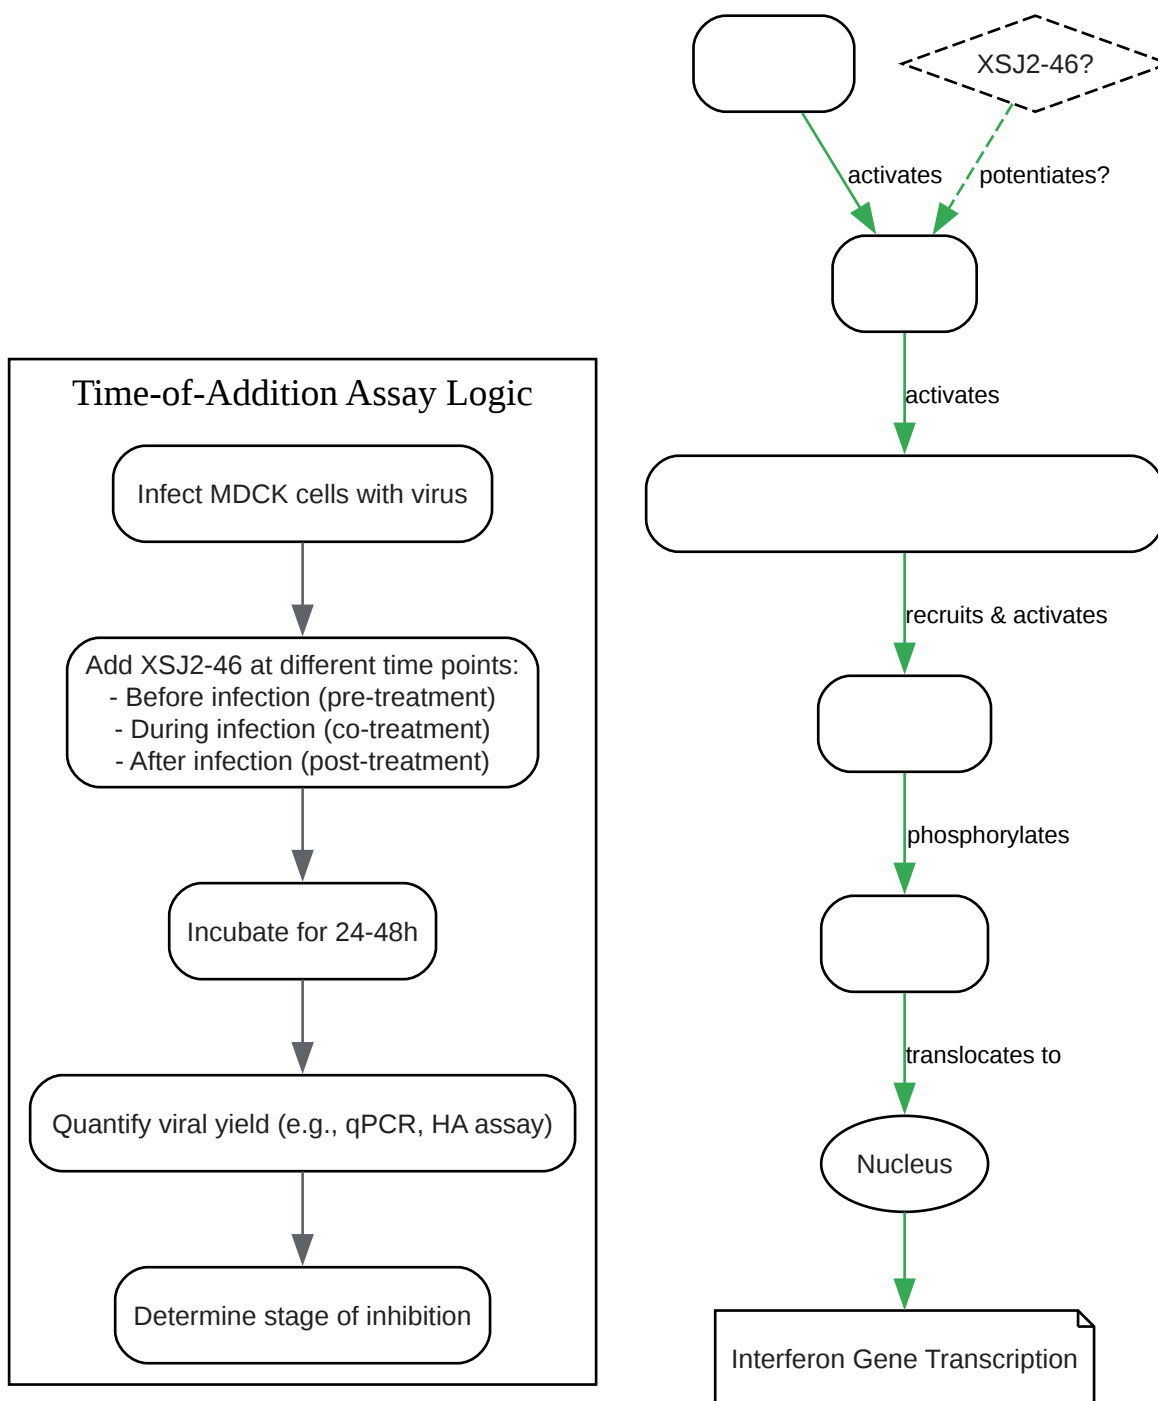 Time-of-Addition Assay Logic
Infect MDCK cells with virus
Add XSJ2-46 at different time points:
- Before infection (pre-treatment)
- During infection (co-treatment)
- After infection (post-treatment)
Incubate for 24-48h
Quantify viral yield (e.g., qPCR, HA assay)
Determine stage of inhibition
XSJ2-46?
activates
potentiates?
activates
recruits & activates
phosphorylates
translocates to
Nucleus
Interferon Gene Transcription